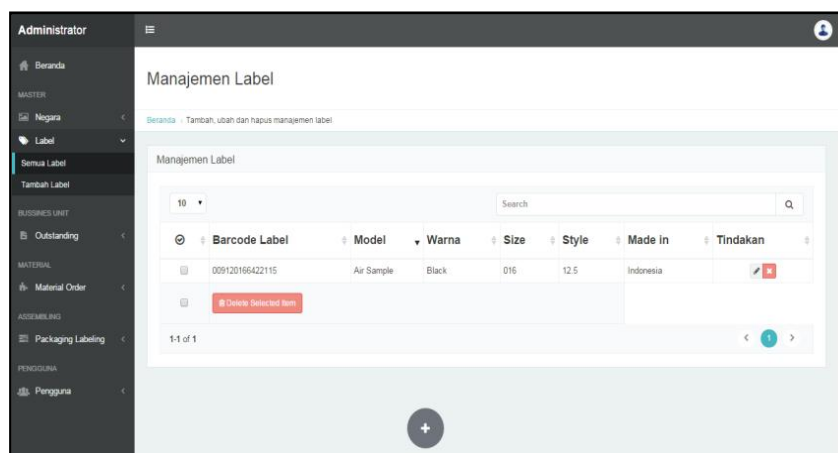 Administrator
Beranda
MASTER
Negara
Label
Semua Label
Tambah Label
BUSSINES UNIT
Outstanding
MATERIAL
Material Order
ASSEMBLING
Packaging Labeling
PENGGUNA
Pengguna
Manajemen Label
Beranda > Tambah, ubah dan hapus manajemen label
Manajemen Label
10
Search
Barcode Label Model Warna Size Style Made in Tindakan
009120166422115 Air Sample Black 016 12.5 Indonesia
Delete Selected Item
1-1 of 1
< 1 >